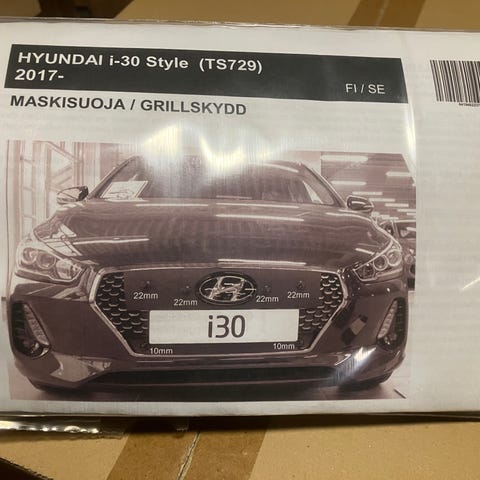 HYUNDAI i-30 Style (TS729)
2017-
FI / SE
MASKISUOJA / GRILLSKYDD
22mm 22mm 22mm 22mm
i30
10mm 10mm